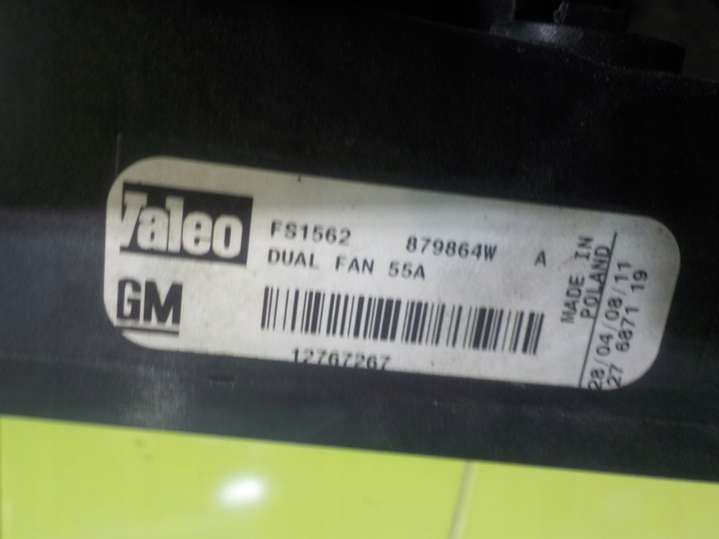 Valeo
FS1562 879864W A
DUAL FAN 55A
GM
12767267
MADE IN
POLAND
28/04/08/11
27 6871 19